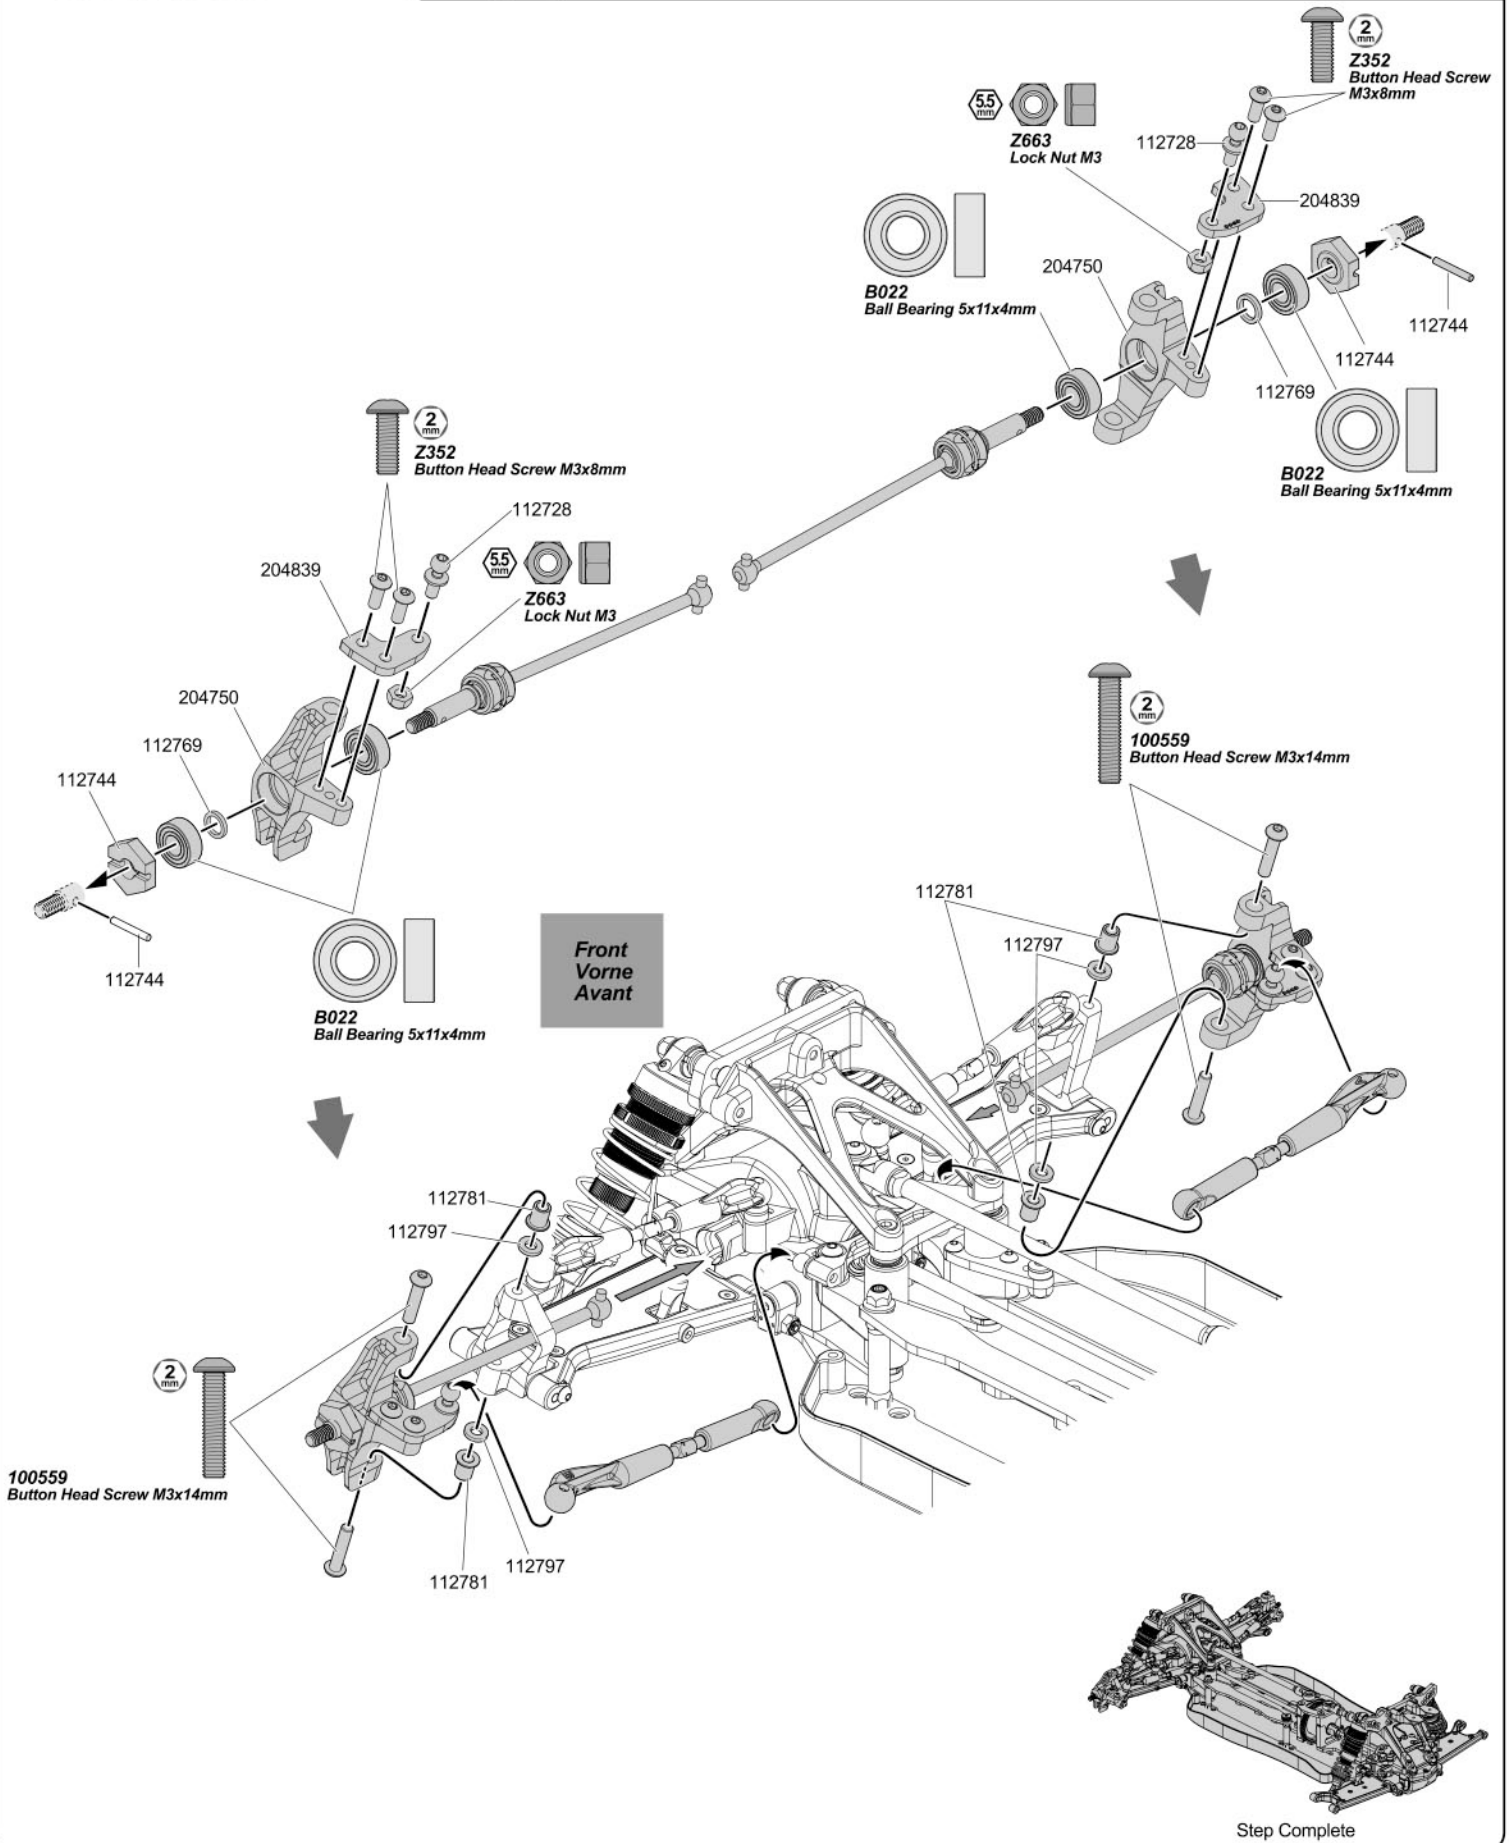 2
mm
Z352
Button Head Screw
M3x8mm
5.5
mm
Z663
Lock Nut M3
112728
204839
B022
Ball Bearing 5x11x4mm
204750
112744
112744
112769
B022
Ball Bearing 5x11x4mm
2
mm
Z352
Button Head Screw M3x8mm
112728
5.5
mm
204839
Z663
Lock Nut M3
204750
112769
112744
112744
B022
Ball Bearing 5x11x4mm
2
mm
100559
Button Head Screw M3x14mm
Front
Vorne
Avant
112781
112797
112781
112797
2
mm
100559
Button Head Screw M3x14mm
112797
112781
Step Complete